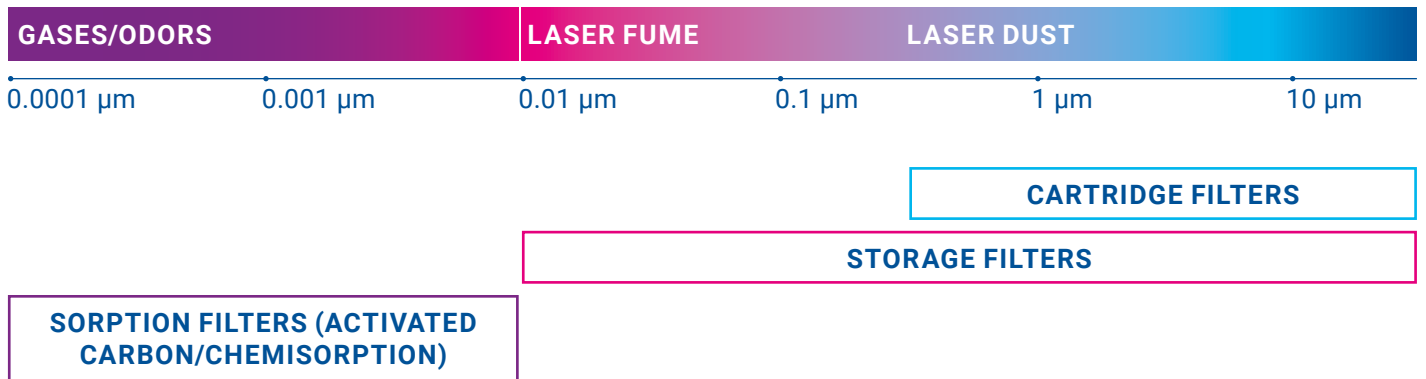 GASES/ODORS LASER FUME LASER DUST
0.0001 µm 0.001 µm 0.01 µm 0.1 µm 1 µm 10 µm
CARTRIDGE FILTERS
STORAGE FILTERS
SORPTION FILTERS (ACTIVATED
CARBON/CHEMISORPTION)